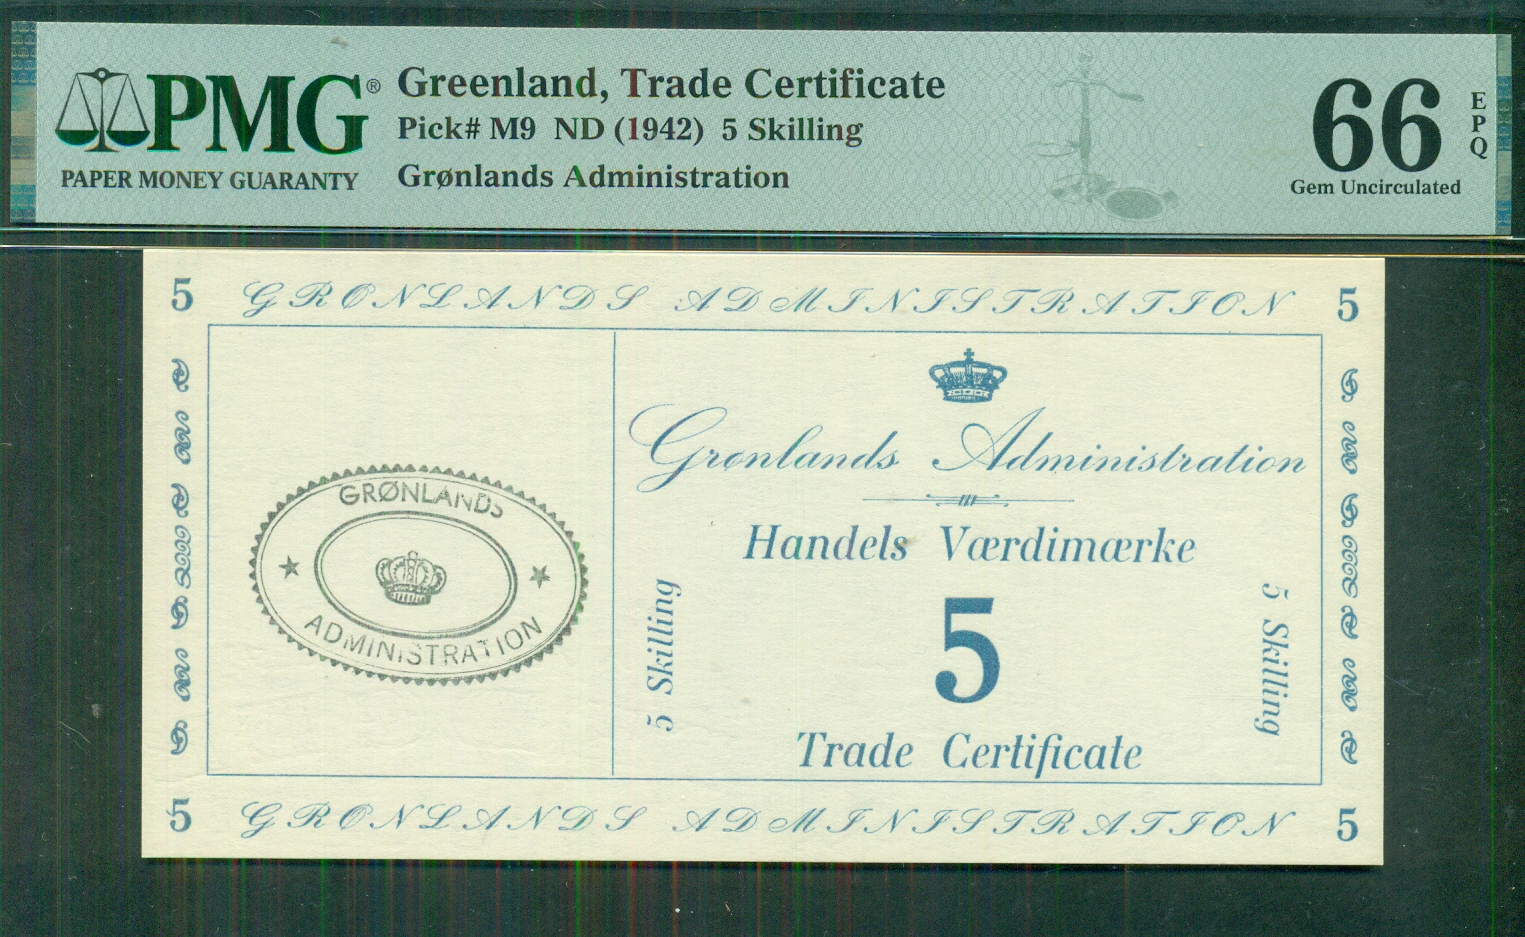 PMG®
PAPER MONEY GUARANTY
Greenland, Trade Certificate
Pick# M9 ND (1942) 5 Skilling
Grønlands Administration
66
EPQ
Gem Uncirculated
5 GRØNLANDS ADMINISTRATION 5
GRØNLANDS
ADMINISTRATION
Grønlands Administration
Handels Værdimærke
5 Skilling
5
5 Skilling
Trade Certificate
5 GRØNLANDS ADMINISTRATION 5